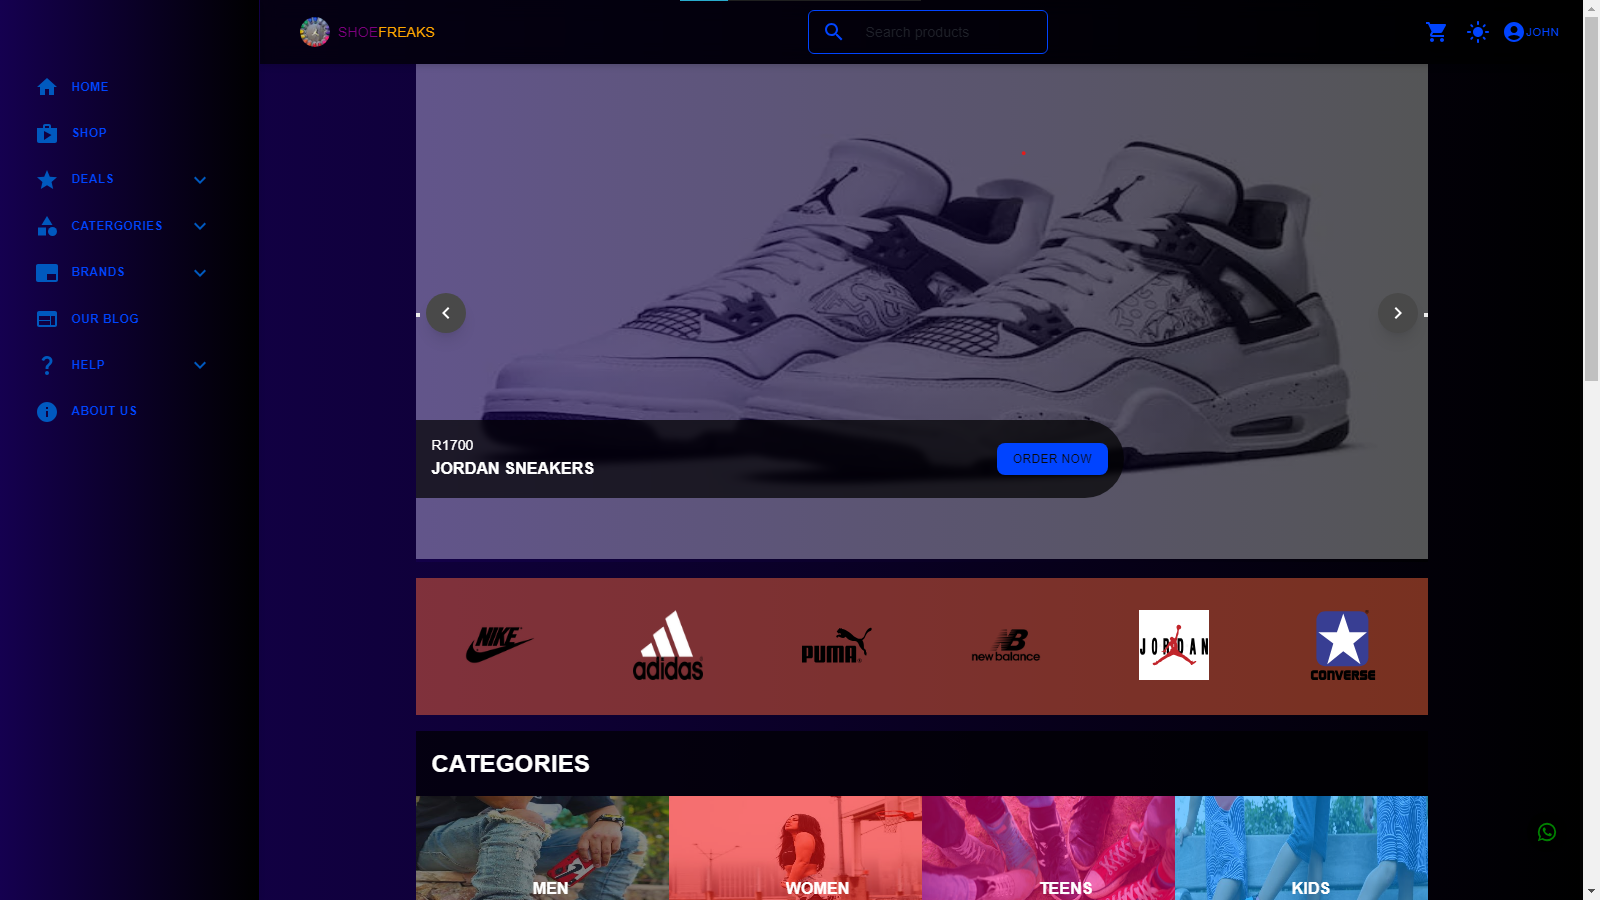 SHOEFREAKS
Search products
JOHN
HOME
SHOP
DEALS
CATERGORIES
BRANDS
OUR BLOG
HELP
ABOUT US
R1700
JORDAN SNEAKERS
ORDER NOW
NIKE
adidas
PUMA
NB
new balance
JORDAN
CONVERSE
CATEGORIES
MEN
WOMEN
TEENS
KIDS